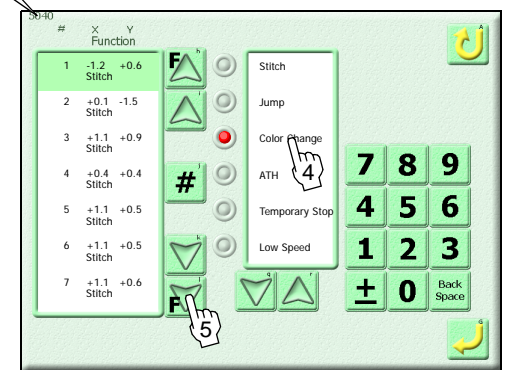 5040
# X Y
Function
1 -1.2 +0.6
Stitch
2 +0.1 -1.5
Stitch
3 +1.1 +0.9
Stitch
4 +0.4 +0.4
Stitch
5 +1.1 +0.5
Stitch
6 +1.1 +0.5
Stitch
7 +1.1 +0.6
Stitch
F h
i
# j
k
F l
5
Stitch
Jump
Color Change
4
ATH
Temporary Stop
Low Speed
q r
A
7 8 9
4 5 6
1 2 3
± 0 Back
Space
G